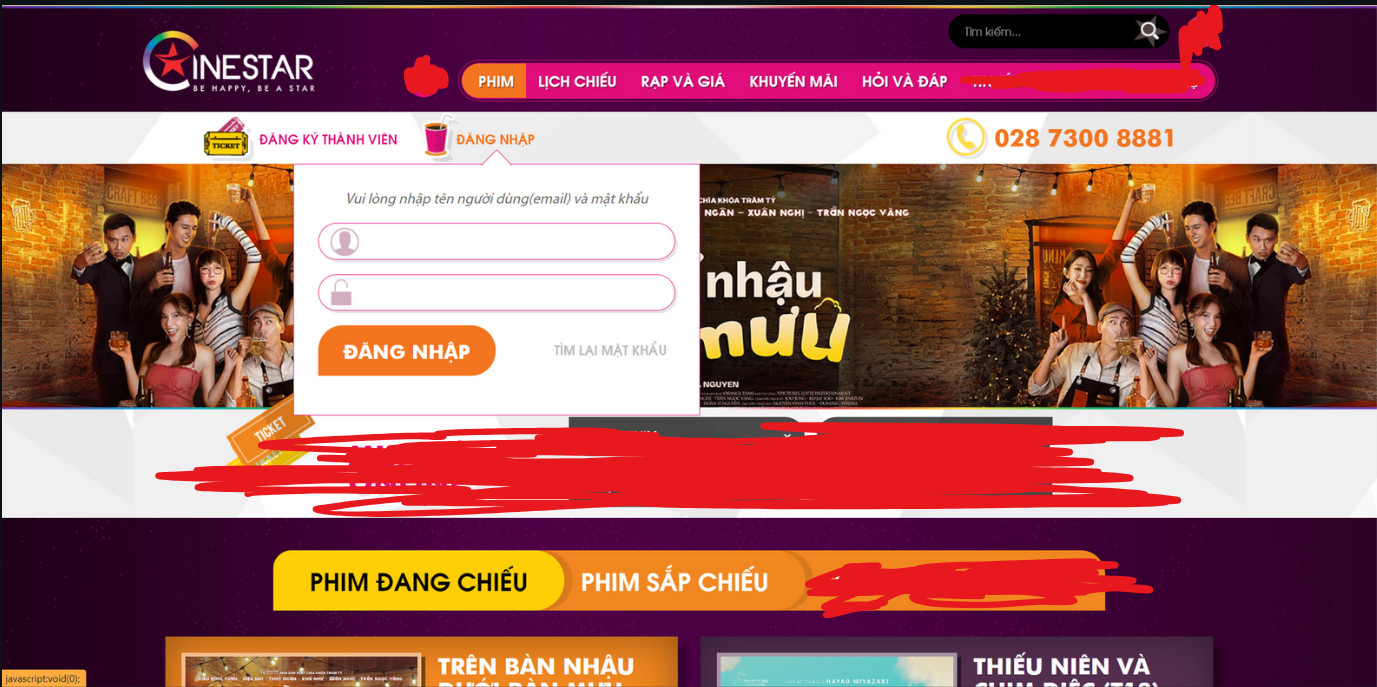 Tìm kiếm...
CINESTAR
BE HAPPY, BE A STAR
PHIM
LỊCH CHIẾU
RẠP VÀ GIÁ
KHUYẾN MÃI
HỎI VÀ ĐÁP
TICKET
ĐĂNG KÝ THÀNH VIÊN
ĐĂNG NHẬP
028 7300 8881
Vui lòng nhập tên người dùng(email) và mật khẩu
CHÌA KHÓA TRĂM TỶ
NGÂN – XUÂN NGHỊ - TRẦN NGỌC VÀNG
CRAFT BEER
nhậu
mưu
ĐĂNG NHẬP
TÌM LẠI MẬT KHẨU
NGUYEN
TICKET
PHIM ĐANG CHIẾU
PHIM SẮP CHIẾU
TRÊN BÀN NHẬU
DƯỚI BÀN MƯU
THIẾU NIÊN VÀ
CHIM DIỆC (T18)
HAYAO MIYAZAKI
javascript:void(0);